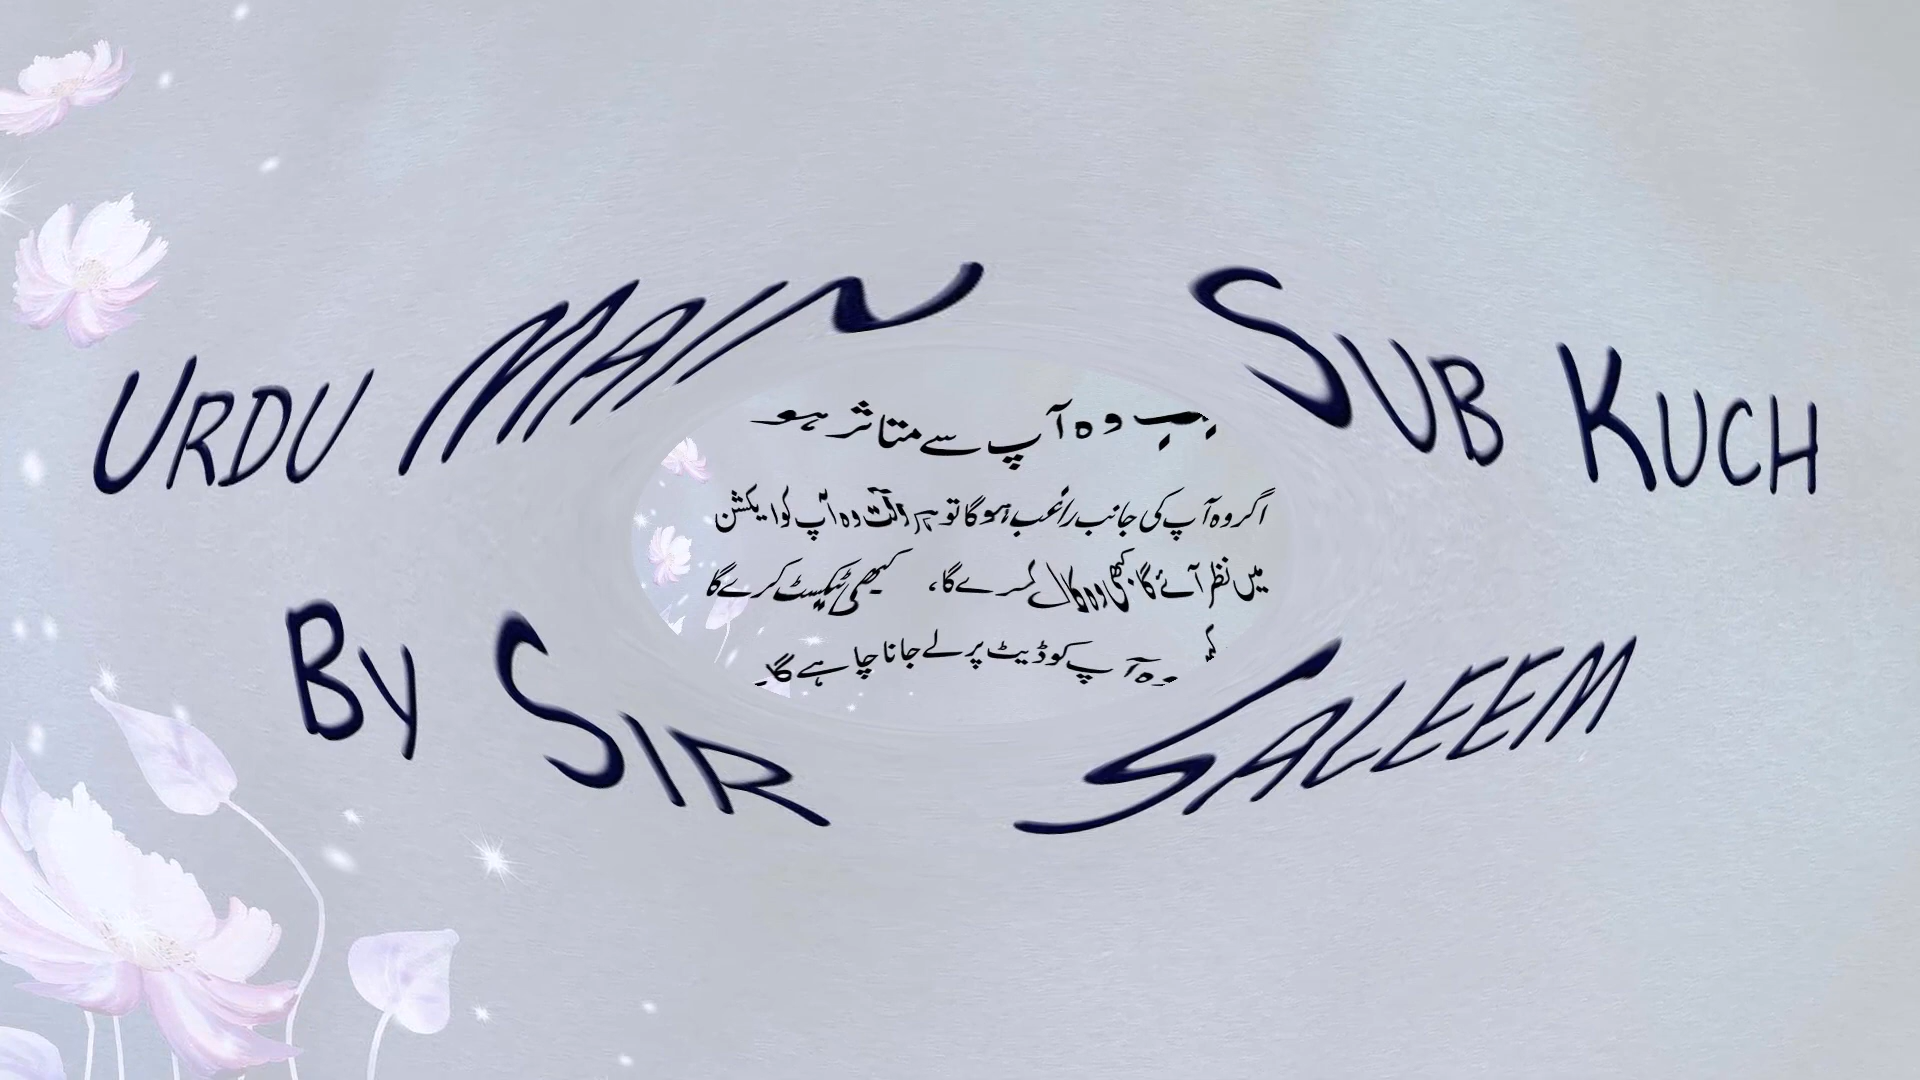 URDU MAIN SUB KUCH
جب وہ آپ سے متاثر ہو
اگر وہ آپ کی جانب راغب ہو گا تو ہر وقت وہ آپ کو ایکشن
میں نظر آئے گا کبھی وہ کال کرے گا، کبھی ٹیکسٹ کرے گا
وہ آپ کو ڈیٹ پر لے جانا چاہے گا۔
BY SIR SALEEM